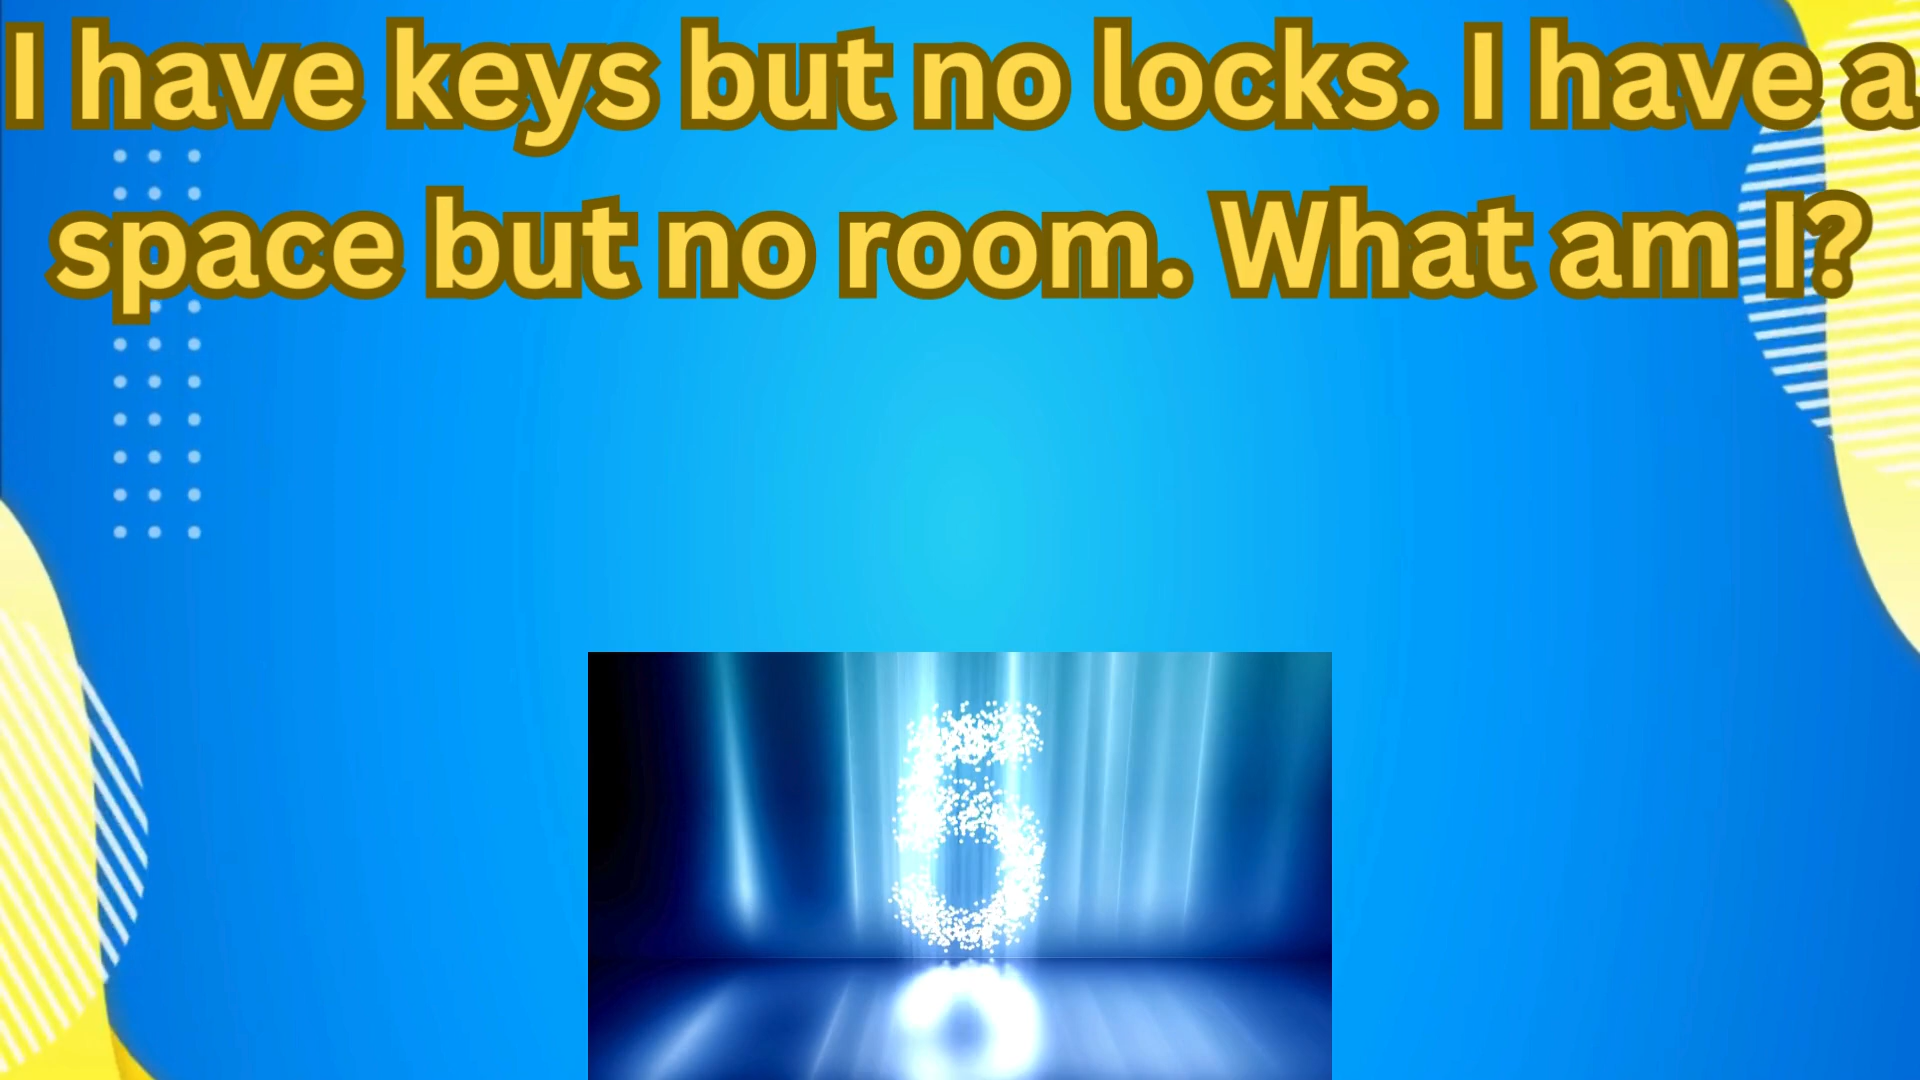 I have keys but no locks. I have a
space but no room. What am I?
6